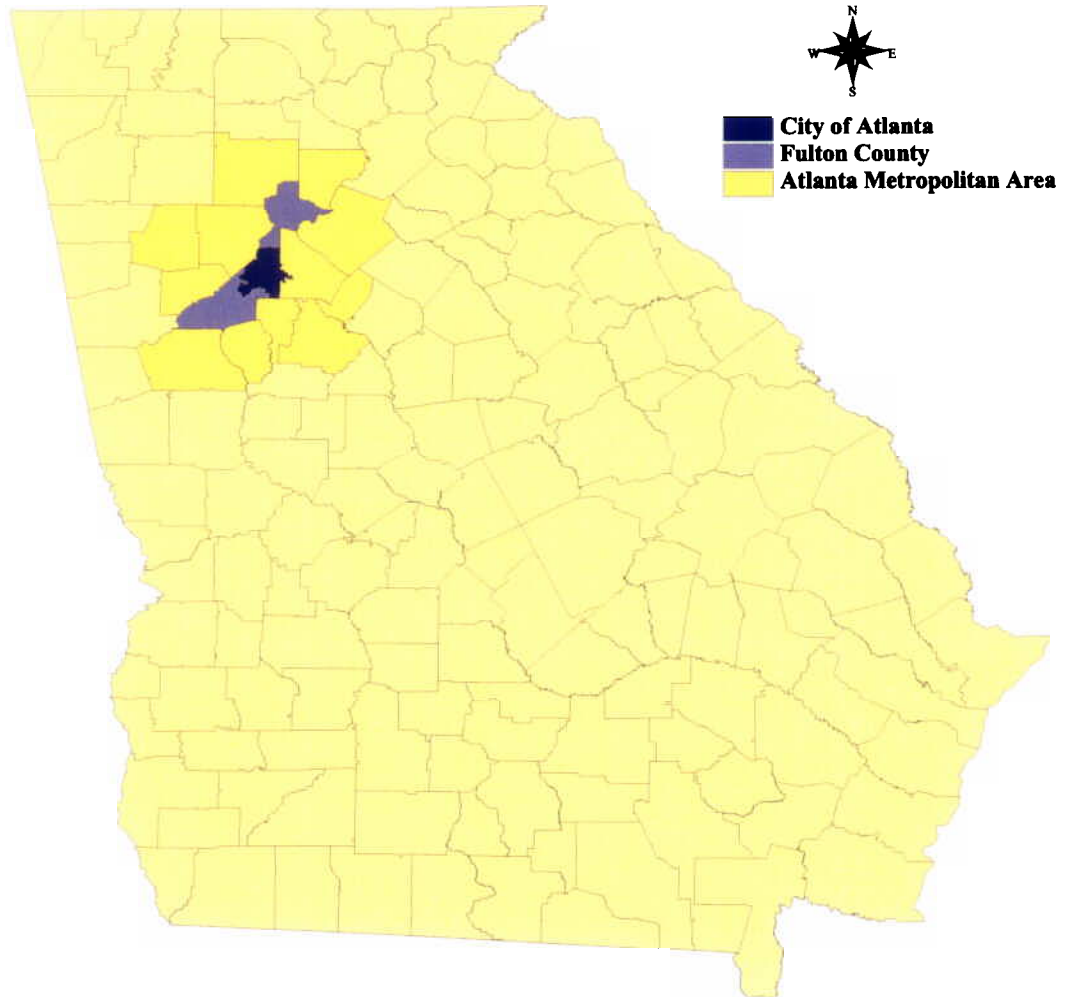 N
W E
S
City of Atlanta
Fulton County
Atlanta Metropolitan Area